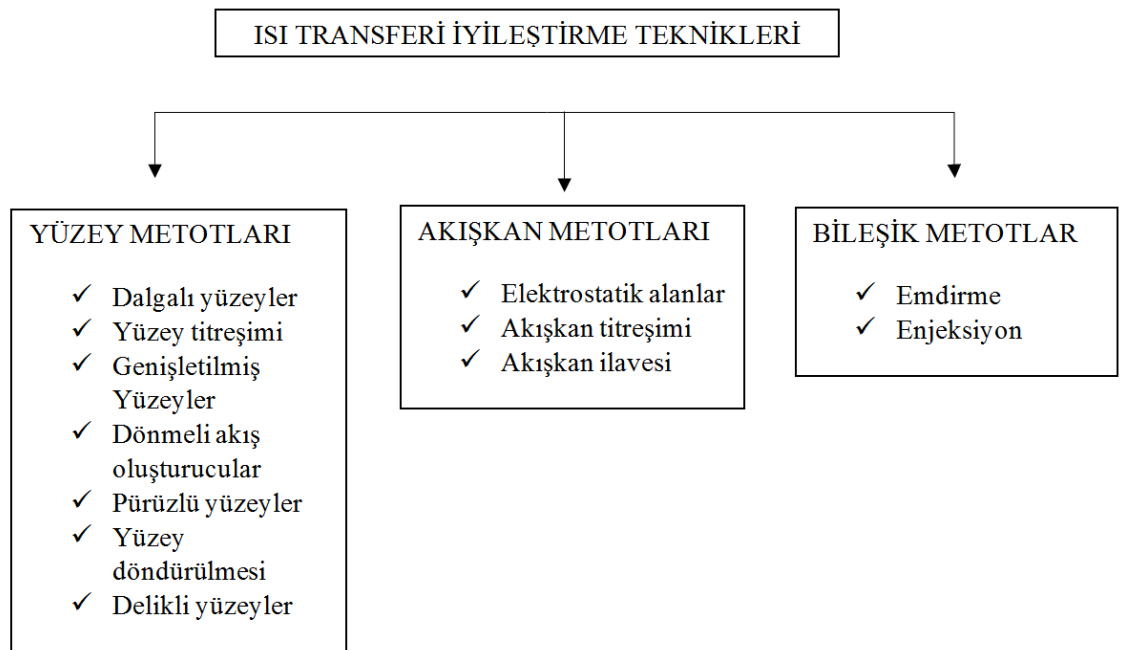 ISI TRANSFERİ İYİLEŞTİRME TEKNİKLERİ
YÜZEY METOTLARI
✓ Dalgalı yüzeyler
✓ Yüzey titreşimi
✓ Genişletilmiş
Yüzeyler
✓ Dönmeli akış
oluşturucular
✓ Pürüzlü yüzeyler
✓ Yüzey
döndürülmesi
✓ Delikli yüzeyler
AKIŞKAN METOTLARI
✓ Elektrostatik alanlar
✓ Akışkan titreşimi
✓ Akışkan ilavesi
BİLEŞİK METOTLAR
✓ Emdirme
✓ Enjeksiyon